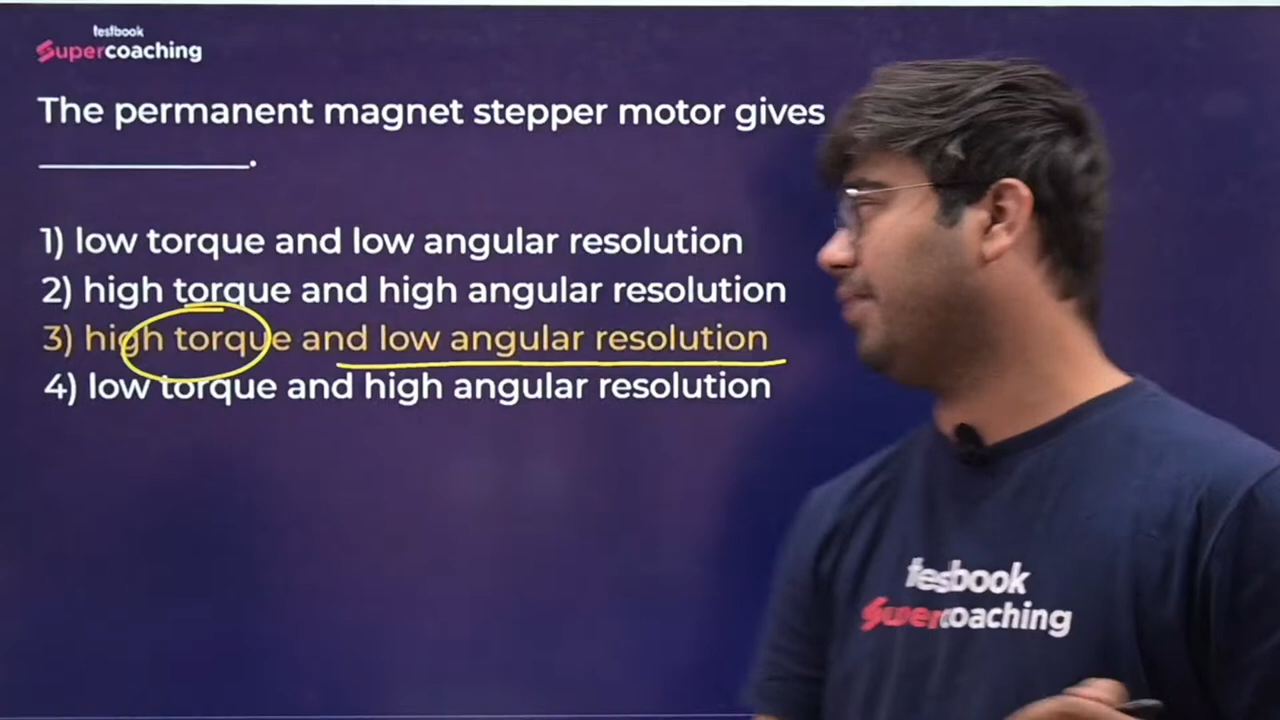 testbook
Supercoaching
The permanent magnet stepper motor gives
____________.
1) low torque and low angular resolution
2) high torque and high angular resolution
3) high torque and low angular resolution
4) low torque and high angular resolution
testbook
Supercoaching